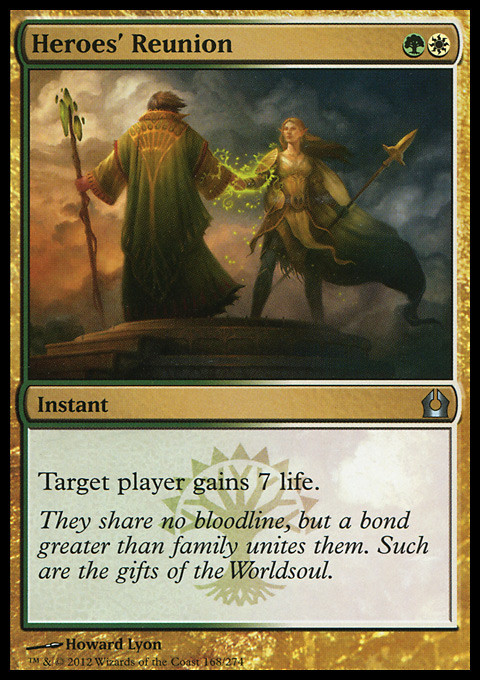 Heroes' Reunion
Instant
Target player gains 7 life.
They share no bloodline, but a bond
greater than family unites them. Such
are the gifts of the Worldsoul.
Howard Lyon
™ & © 2012 Wizards of the Coast 168/274